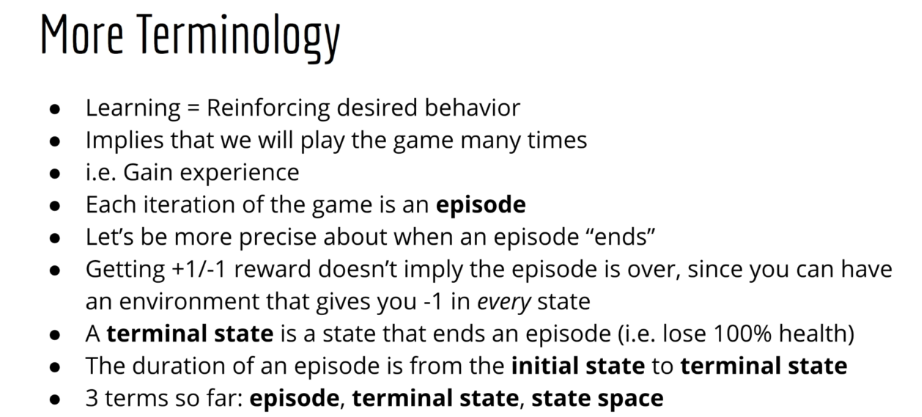 More Terminology
● Learning = Reinforcing desired behavior
● Implies that we will play the game many times
● i.e. Gain experience
● Each iteration of the game is an episode
● Let’s be more precise about when an episode “ends”
● Getting +1/-1 reward doesn’t imply the episode is over, since you can have
an environment that gives you -1 in every state
● A terminal state is a state that ends an episode (i.e. lose 100% health)
● The duration of an episode is from the initial state to terminal state
● 3 terms so far: episode, terminal state, state space